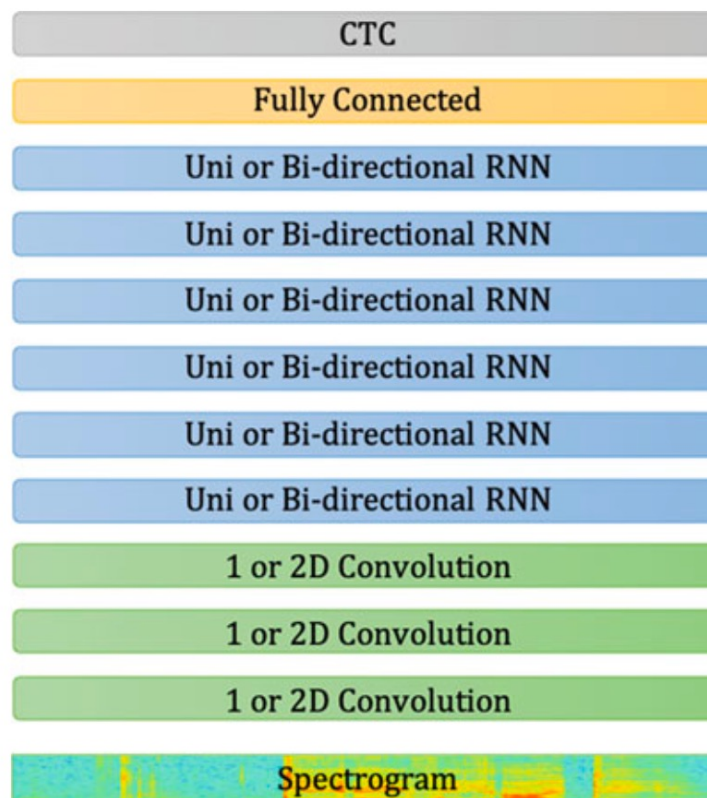 CTC
Fully Connected
Uni or Bi-directional RNN
Uni or Bi-directional RNN
Uni or Bi-directional RNN
Uni or Bi-directional RNN
Uni or Bi-directional RNN
Uni or Bi-directional RNN
1 or 2D Convolution
1 or 2D Convolution
1 or 2D Convolution
Spectrogram